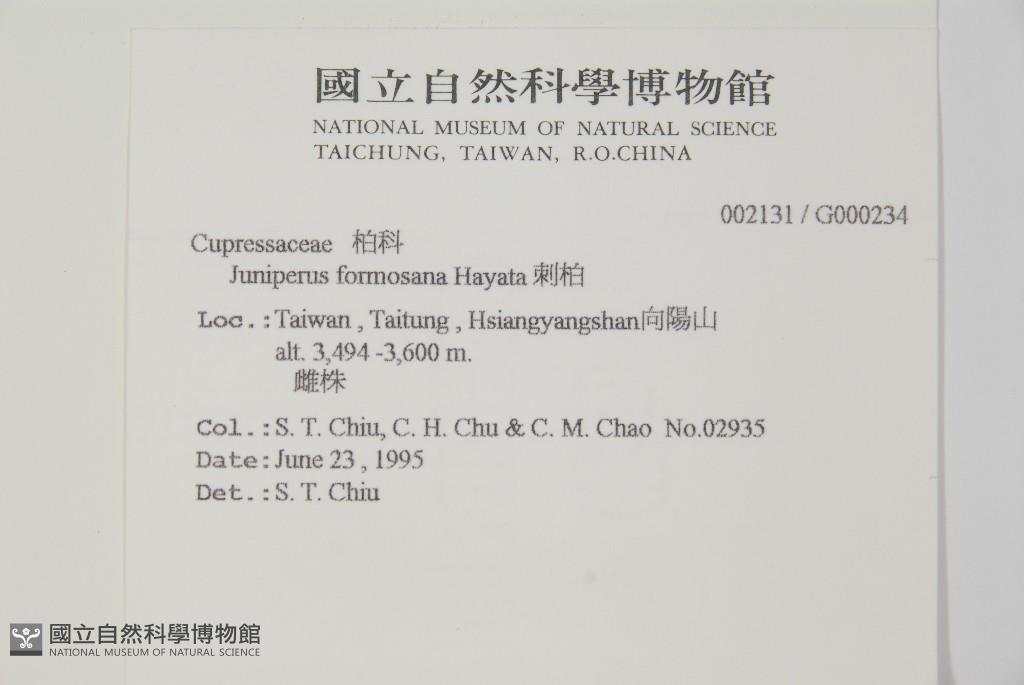 國立自然科學博物館
NATIONAL MUSEUM OF NATURAL SCIENCE
TAICHUNG, TAIWAN, R.O.CHINA
002131 / G000234
Cupressaceae 柏科
Juniperus formosana Hayata 刺柏
Loc.:Taiwan , Taitung , Hsiangyangshan向陽山
alt. 3,494 -3,600 m.
雌株
Col.:S. T. Chiu, C. H. Chu & C. M. Chao No.02935
Date:June 23 , 1995
Det.:S. T. Chiu
國立自然科學博物館
NATIONAL MUSEUM OF NATURAL SCIENCE